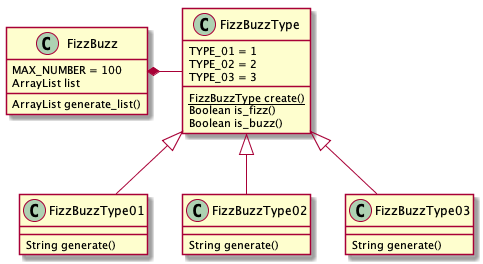 C FizzBuzz
MAX_NUMBER = 100
ArrayList list
ArrayList generate_list()
C FizzBuzzType
TYPE_01 = 1
TYPE_02 = 2
TYPE_03 = 3
FizzBuzzType create()
Boolean is_fizz()
Boolean is_buzz()
C FizzBuzzType01
String generate()
C FizzBuzzType02
String generate()
C FizzBuzzType03
String generate()